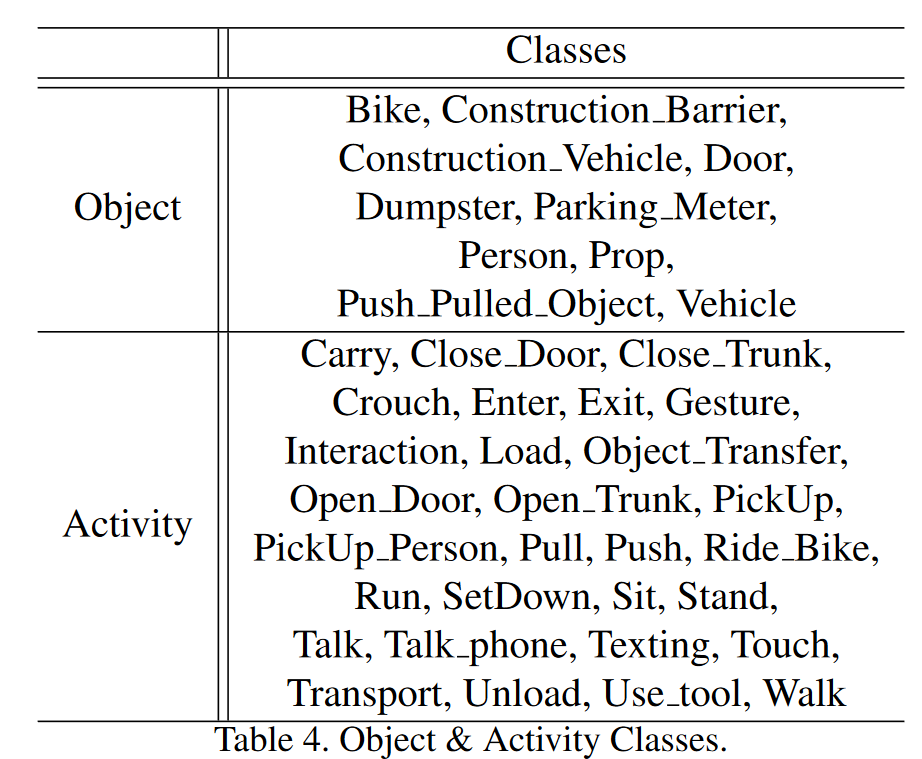 Classes
Bike, Construction_Barrier,
Construction_Vehicle, Door,
Object
Dumpster, Parking_Meter,
Person, Prop,
Push_Pulled_Object, Vehicle
Carry, Close_Door, Close_Trunk,
Crouch, Enter, Exit, Gesture,
Interaction, Load, Object_Transfer,
Open_Door, Open_Trunk, PickUp,
Activity
PickUp_Person, Pull, Push, Ride_Bike,
Run, SetDown, Sit, Stand,
Talk, Talk_phone, Texting, Touch,
Transport, Unload, Use_tool, Walk
Table 4. Object & Activity Classes.